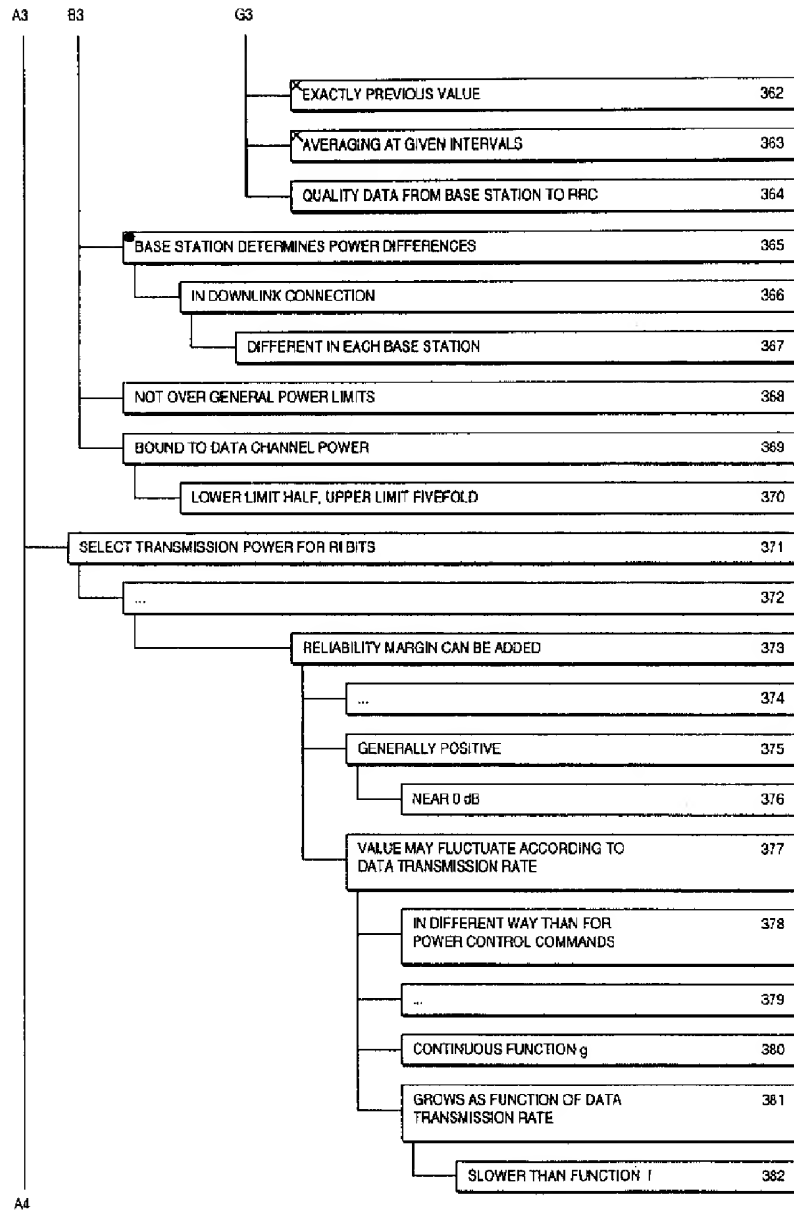 A3 B3 G3
EXACTLY PREVIOUS VALUE 362
AVERAGING AT GIVEN INTERVALS 363
QUALITY DATA FROM BASE STATION TO RRC 364
BASE STATION DETERMINES POWER DIFFERENCES 365
IN DOWNLINK CONNECTION 366
DIFFERENT IN EACH BASE STATION 367
NOT OVER GENERAL POWER LIMITS 368
BOUND TO DATA CHANNEL POWER 369
LOWER LIMIT HALF, UPPER LIMIT FIVEFOLD 370
SELECT TRANSMISSION POWER FOR RI BITS 371
... 372
RELIABILITY MARGIN CAN BE ADDED 373
... 374
GENERALLY POSITIVE 375
NEAR 0 dB 376
VALUE MAY FLUCTUATE ACCORDING TO 377
DATA TRANSMISSION RATE
IN DIFFERENT WAY THAN FOR 378
POWER CONTROL COMMANDS
... 379
CONTINUOUS FUNCTION g 380
GROWS AS FUNCTION OF DATA 381
TRANSMISSION RATE
SLOWER THAN FUNCTION 382
A4